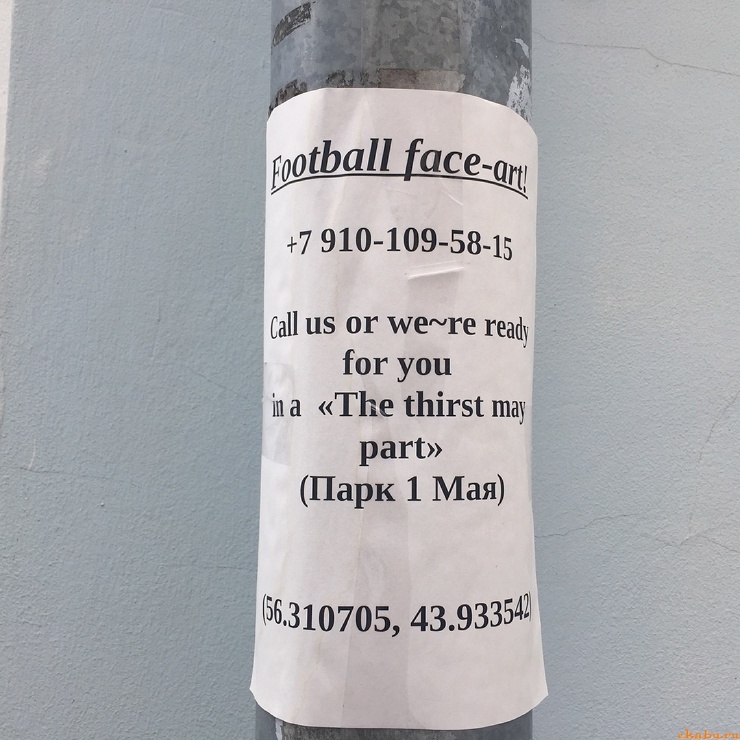 Football face-art!
+7 910-109-58-15
Call us or we~re ready
for you
in a «The thirst may
part»
(Парк 1 Мая)
(56.310705, 43.933542)